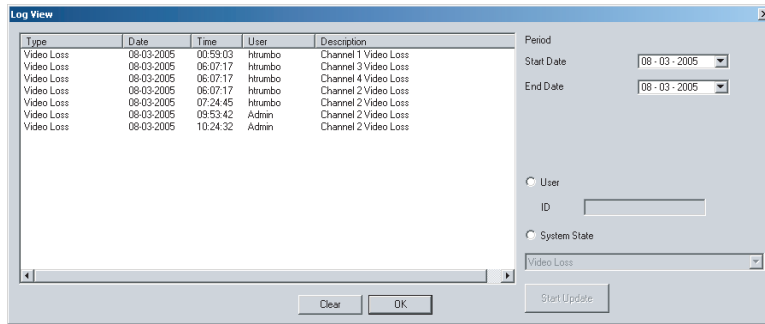 Log View
Type Date Time User Description
Video Loss 08-03-2005 00:59:03 htrumbo Channel 1 Video Loss
Video Loss 08-03-2005 06:07:17 htrumbo Channel 3 Video Loss
Video Loss 08-03-2005 06:07:17 htrumbo Channel 4 Video Loss
Video Loss 08-03-2005 06:07:17 htrumbo Channel 2 Video Loss
Video Loss 08-03-2005 07:24:45 htrumbo Channel 2 Video Loss
Video Loss 08-03-2005 09:53:42 Admin Channel 2 Video Loss
Video Loss 08-03-2005 10:24:32 Admin Channel 2 Video Loss
Clear OK
Period
Start Date 08 - 03 - 2005
End Date 08 - 03 - 2005
User
ID
System State
Video Loss
Start Update